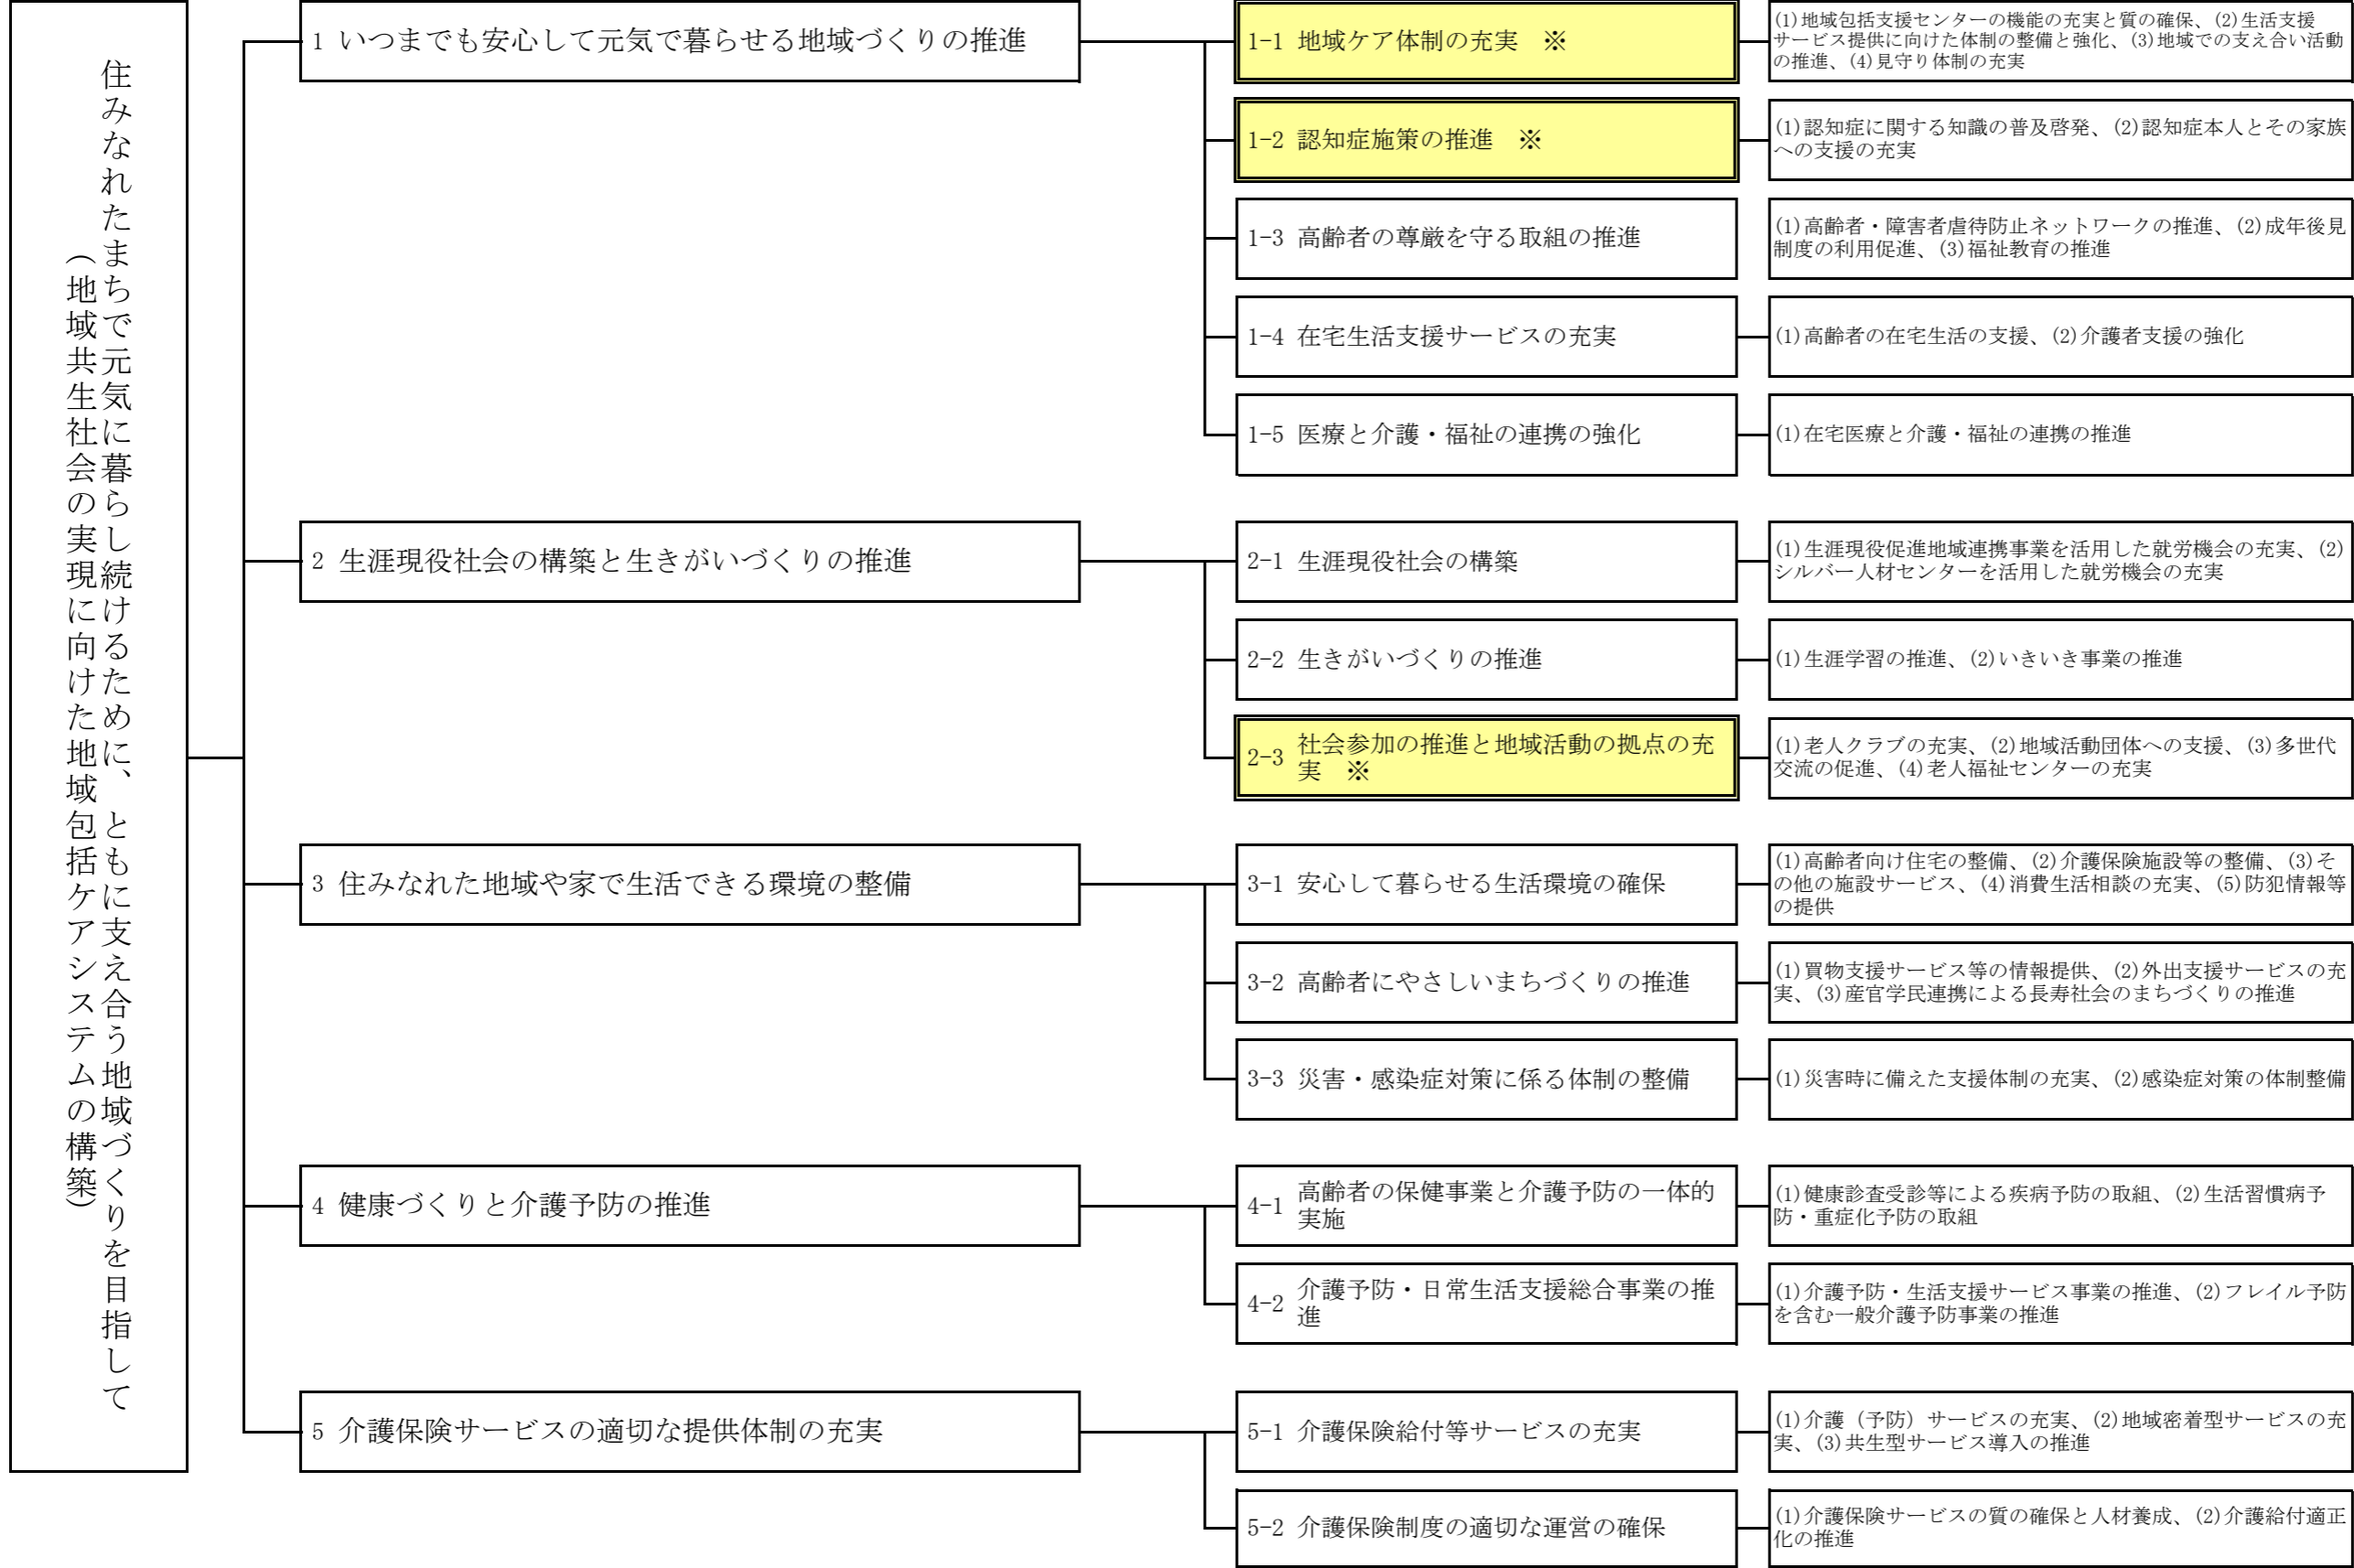 住みなれたまちで元気に暮らし続けるために、ともに支え合う地域づくりを目指して
（地域共生社会の実現に向けた地域包括ケアシステムの構築）
1 いつまでも安心して元気で暮らせる地域づくりの推進
1-1 地域ケア体制の充実　※
(1)地域包括支援センターの機能の充実と質の確保、(2)生活支援
サービス提供に向けた体制の整備と強化、(3)地域での支え合い活動
の推進、(4)見守り体制の充実
1-2 認知症施策の推進　※
(1)認知症に関する知識の普及啓発、(2)認知症本人とその家族
への支援の充実
1-3 高齢者の尊厳を守る取組の推進
(1)高齢者・障害者虐待防止ネットワークの推進、(2)成年後見
制度の利用促進、(3)福祉教育の推進
1-4 在宅生活支援サービスの充実
(1)高齢者の在宅生活の支援、(2)介護者支援の強化
1-5 医療と介護・福祉の連携の強化
(1)在宅医療と介護・福祉の連携の推進
2 生涯現役社会の構築と生きがいづくりの推進
2-1 生涯現役社会の構築
(1)生涯現役促進地域連携事業を活用した就労機会の充実、(2)
シルバー人材センターを活用した就労機会の充実
2-2 生きがいづくりの推進
(1)生涯学習の推進、(2)いきいき事業の推進
2-3 社会参加の推進と地域活動の拠点の充
実　※
(1)老人クラブの充実、(2)地域活動団体への支援、(3)多世代
交流の促進、(4)老人福祉センターの充実
3 住みなれた地域や家で生活できる環境の整備
3-1 安心して暮らせる生活環境の確保
(1)高齢者向け住宅の整備、(2)介護保険施設等の整備、(3)そ
の他の施設サービス、(4)消費生活相談の充実、(5)防犯情報等
の提供
3-2 高齢者にやさしいまちづくりの推進
(1)買物支援サービス等の情報提供、(2)外出支援サービスの充
実、(3)産官学民連携による長寿社会のまちづくりの推進
3-3 災害・感染症対策に係る体制の整備
(1)災害時に備えた支援体制の充実、(2)感染症対策の体制整備
4 健康づくりと介護予防の推進
4-1 高齢者の保健事業と介護予防の一体的
実施
(1)健康診査受診等による疾病予防の取組、(2)生活習慣病予
防・重症化予防の取組
4-2 介護予防・日常生活支援総合事業の推
進
(1)介護予防・生活支援サービス事業の推進、(2)フレイル予防
を含む一般介護予防事業の推進
5 介護保険サービスの適切な提供体制の充実
5-1 介護保険給付等サービスの充実
(1)介護（予防）サービスの充実、(2)地域密着型サービスの充
実、(3)共生型サービス導入の推進
5-2 介護保険制度の適切な運営の確保
(1)介護保険サービスの質の確保と人材養成、(2)介護給付適正
化の推進